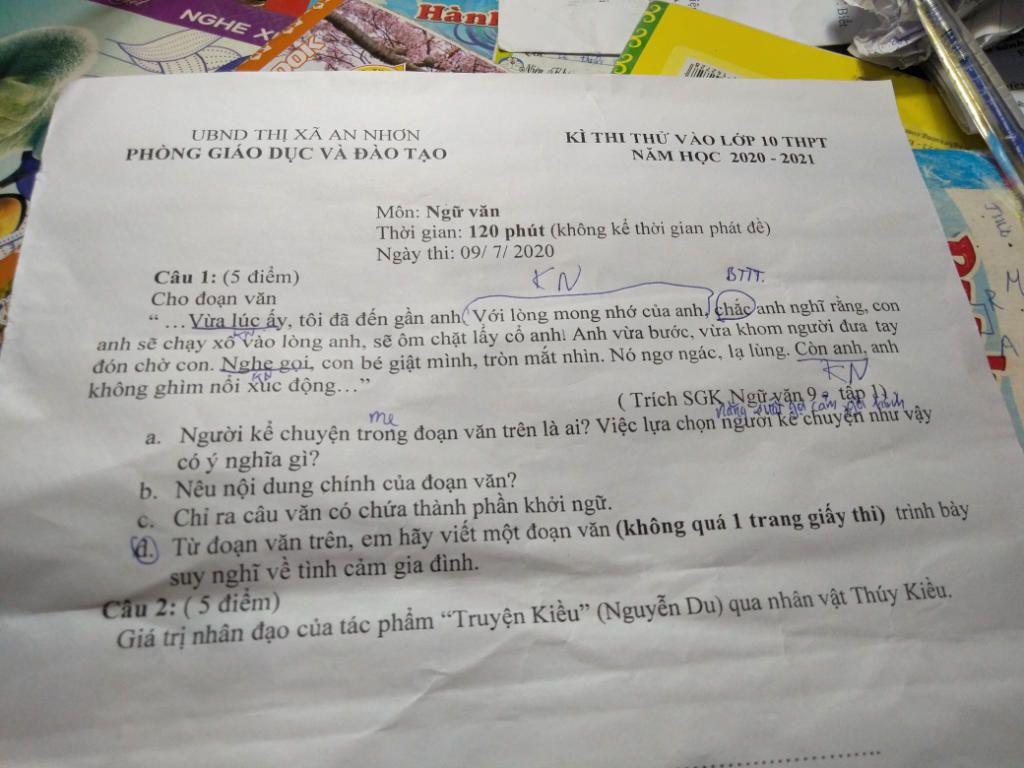 NGHE
Hành
UBND THỊ XÃ AN NHƠN
PHÒNG GIÁO DỤC VÀ ĐÀO TẠO
KÌ THI THỬ VÀO LỚP 10 THPT
NĂM HỌC 2020 - 2021
Môn: Ngữ văn
Thời gian: 120 phút (không kể thời gian phát đề)
Ngày thi: 09/ 7/ 2020
Câu 1: (5 điểm)
KN
BTTT.
Cho đoạn văn
“ …Vừa lúc ấy, tôi đã đến gần anh. Với lòng mong nhớ của anh, chắc anh nghĩ rằng, con
KN
anh sẽ chạy xô vào lòng anh, sẽ ôm chặt lấy cổ anh. Anh vừa bước, vừa khom người đưa tay
đón chờ con. Nghe gọi, con bé giật mình, tròn mắt nhìn. Nó ngơ ngác, lạ lùng. Còn anh, anh
KN
KN
không ghìm nổi xúc động…”
( Trích SGK Ngữ văn 9 - tập 1)
a. Người kể chuyện trong đoạn văn trên là ai? Việc lựa chọn người kể chuyện như vậy
có ý nghĩa gì?
b. Nêu nội dung chính của đoạn văn?
c. Chỉ ra câu văn có chứa thành phần khởi ngữ.
d. Từ đoạn văn trên, em hãy viết một đoạn văn (không quá 1 trang giấy thi) trình bày
suy nghĩ về tình cảm gia đình.
Câu 2: ( 5 điểm)
Giá trị nhân đạo của tác phẩm “Truyện Kiều” (Nguyễn Du) qua nhân vật Thúy Kiều.